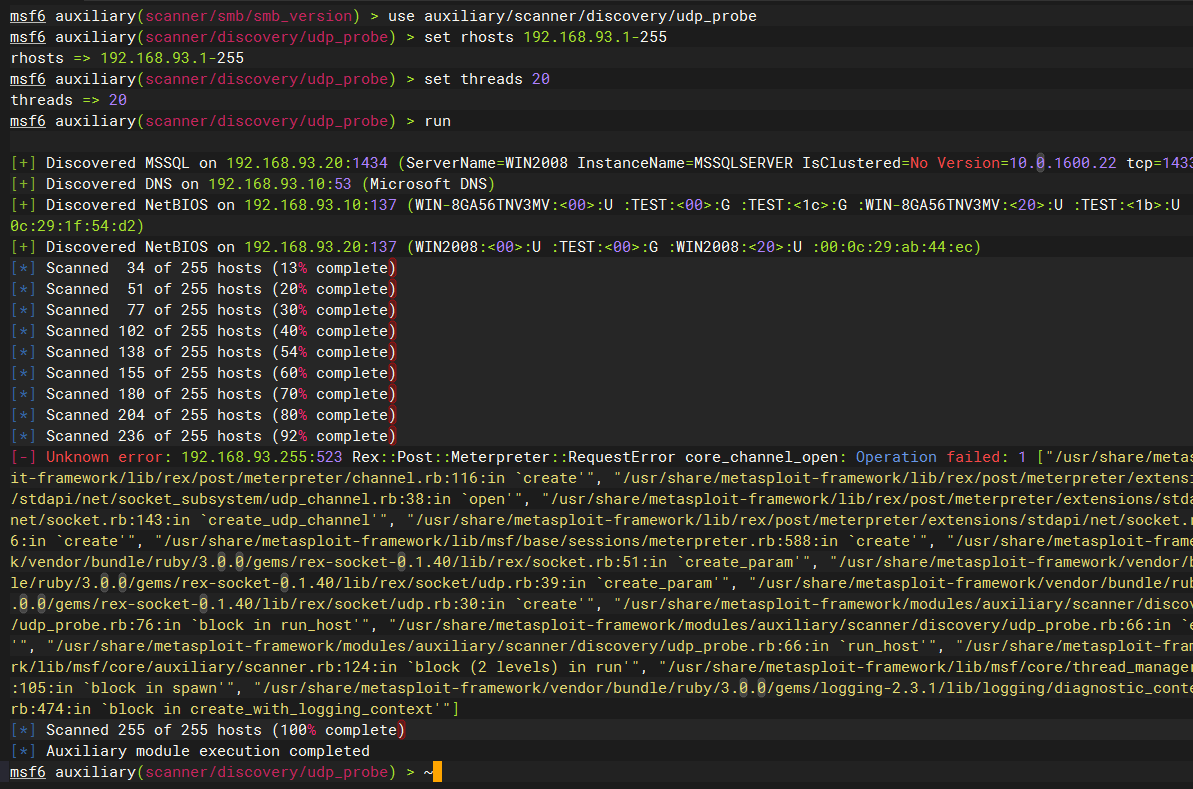 msf6 auxiliary(scanner/smb/smb_version) > use auxiliary/scanner/discovery/udp_probe
msf6 auxiliary(scanner/discovery/udp_probe) > set rhosts 192.168.93.1-255
rhosts => 192.168.93.1-255
msf6 auxiliary(scanner/discovery/udp_probe) > set threads 20
threads => 20
msf6 auxiliary(scanner/discovery/udp_probe) > run
[+] Discovered MSSQL on 192.168.93.20:1434 (ServerName=WIN2008 InstanceName=MSSQLSERVER IsClustered=No Version=10.0.1600.22 tcp=1433
[+] Discovered DNS on 192.168.93.10:53 (Microsoft DNS)
[+] Discovered NetBIOS on 192.168.93.10:137 (WIN-8GA56TNV3MV:<00>:U :TEST:<00>:G :TEST:<1c>:G :WIN-8GA56TNV3MV:<20>:U :TEST:<1b>:U
0c:29:1f:54:d2)
[+] Discovered NetBIOS on 192.168.93.20:137 (WIN2008:<00>:U :TEST:<00>:G :WIN2008:<20>:U :00:0c:29:ab:44:ec)
[*] Scanned  34 of 255 hosts (13% complete)
[*] Scanned  51 of 255 hosts (20% complete)
[*] Scanned  77 of 255 hosts (30% complete)
[*] Scanned 102 of 255 hosts (40% complete)
[*] Scanned 138 of 255 hosts (54% complete)
[*] Scanned 155 of 255 hosts (60% complete)
[*] Scanned 180 of 255 hosts (70% complete)
[*] Scanned 204 of 255 hosts (80% complete)
[*] Scanned 236 of 255 hosts (92% complete)
[-] Unknown error: 192.168.93.255:523 Rex::Post::Meterpreter::RequestError core_channel_open: Operation failed: 1 ["/usr/share/metas
it-framework/lib/rex/post/meterpreter/channel.rb:116:in `create'", "/usr/share/metasploit-framework/lib/rex/post/meterpreter/extensi
/stdapi/net/socket_subsystem/udp_channel.rb:38:in `open'", "/usr/share/metasploit-framework/lib/rex/post/meterpreter/extensions/stda
net/socket.rb:143:in `create_udp_channel'", "/usr/share/metasploit-framework/lib/rex/post/meterpreter/extensions/stdapi/net/socket.r
6:in `create'", "/usr/share/metasploit-framework/lib/msf/base/sessions/meterpreter.rb:588:in `create'", "/usr/share/metasploit-frame
k/vendor/bundle/ruby/3.0.0/gems/rex-socket-0.1.40/lib/rex/socket.rb:51:in `create_param'", "/usr/share/metasploit-framework/vendor/b
le/ruby/3.0.0/gems/rex-socket-0.1.40/lib/rex/socket/udp.rb:39:in `create_param'", "/usr/share/metasploit-framework/vendor/bundle/rub
.0.0/gems/rex-socket-0.1.40/lib/rex/socket/udp.rb:30:in `create'", "/usr/share/metasploit-framework/modules/auxiliary/scanner/discov
/udp_probe.rb:76:in `block in run_host'", "/usr/share/metasploit-framework/modules/auxiliary/scanner/discovery/udp_probe.rb:66:in `e
'", "/usr/share/metasploit-framework/modules/auxiliary/scanner/discovery/udp_probe.rb:66:in `run_host'", "/usr/share/metasploit-fram
rk/lib/msf/core/auxiliary/scanner.rb:124:in `block (2 levels) in run'", "/usr/share/metasploit-framework/lib/msf/core/thread_manager
:105:in `block in spawn'", "/usr/share/metasploit-framework/vendor/bundle/ruby/3.0.0/gems/logging-2.3.1/lib/logging/diagnostic_conte
rb:474:in `block in create_with_logging_context'"]
[*] Scanned 255 of 255 hosts (100% complete)
[*] Auxiliary module execution completed
msf6 auxiliary(scanner/discovery/udp_probe) > ~